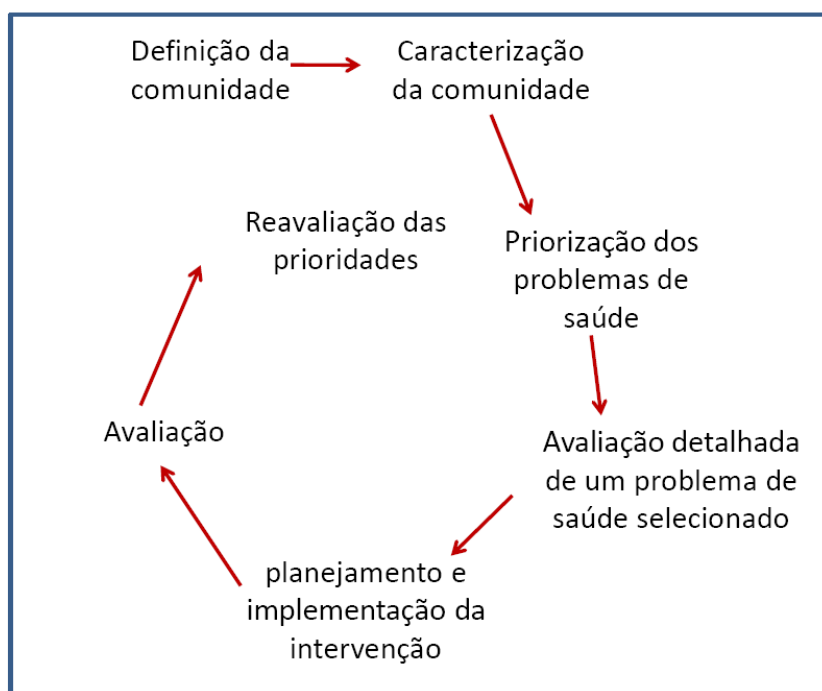 Definição da
comunidade
Caracterização
da comunidade
Priorização dos
problemas de
saúde
Avaliação detalhada
de um problema de
saúde selecionado
planejamento e
implementação da
intervenção
Avaliação
Reavaliação das
prioridades